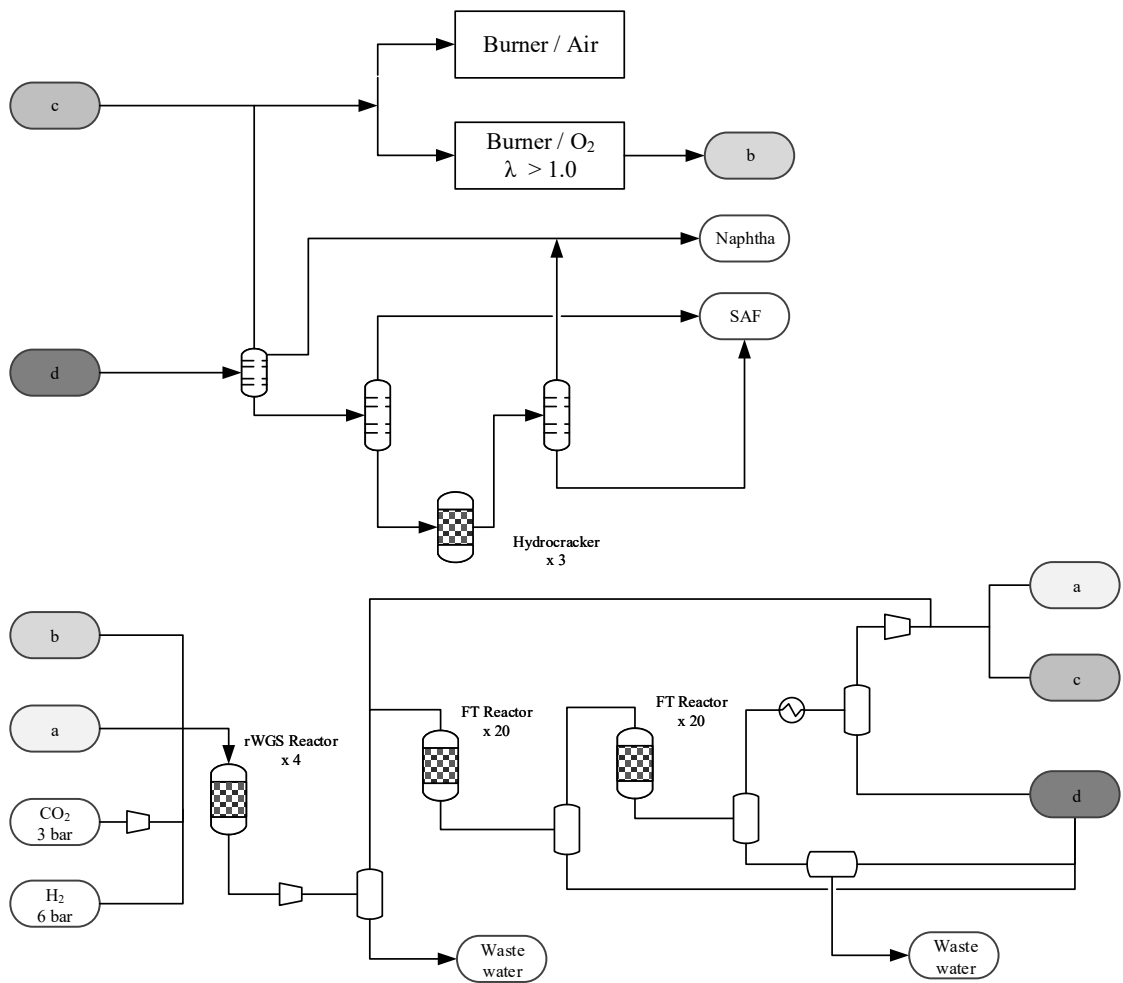 Burner / Air
c
Burner / O₂
λ > 1.0
b
Naphtha
SAF
d
Hydrocracker
x 3
a
b
c
FT Reactor
x 20
FT Reactor
x 20
a
rWGS Reactor
x 4
d
CO₂
3 bar
H₂
6 bar
Waste
water
Waste
water